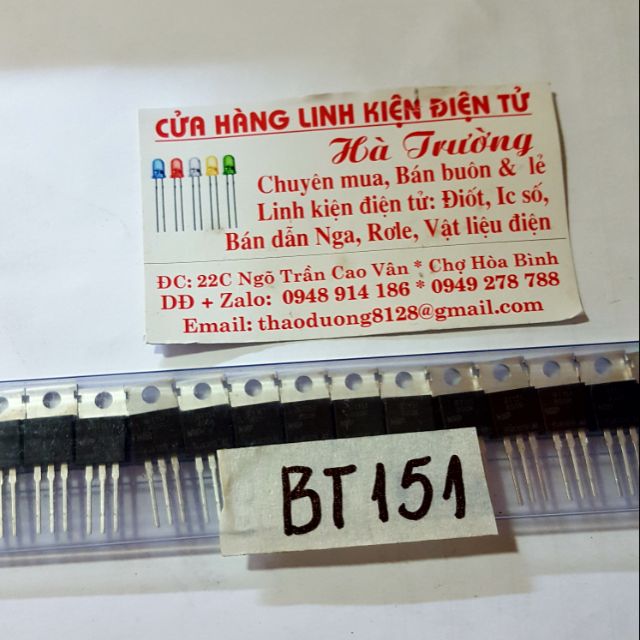 CỬA HÀNG LINH KIỆN ĐIỆN TỬ
Hà Trường
Chuyên mua, Bán buôn & lẻ
Linh kiện điện tử: Điốt, Ic số,
Bán dẫn Nga, Rơle, Vật liệu điện
ĐC: 22C Ngõ Trần Cao Vân * Chợ Hòa Bình
DĐ + Zalo: 0948 914 186 * 0949 278 788
Email: thaoduong8128@gmail.com
BT151